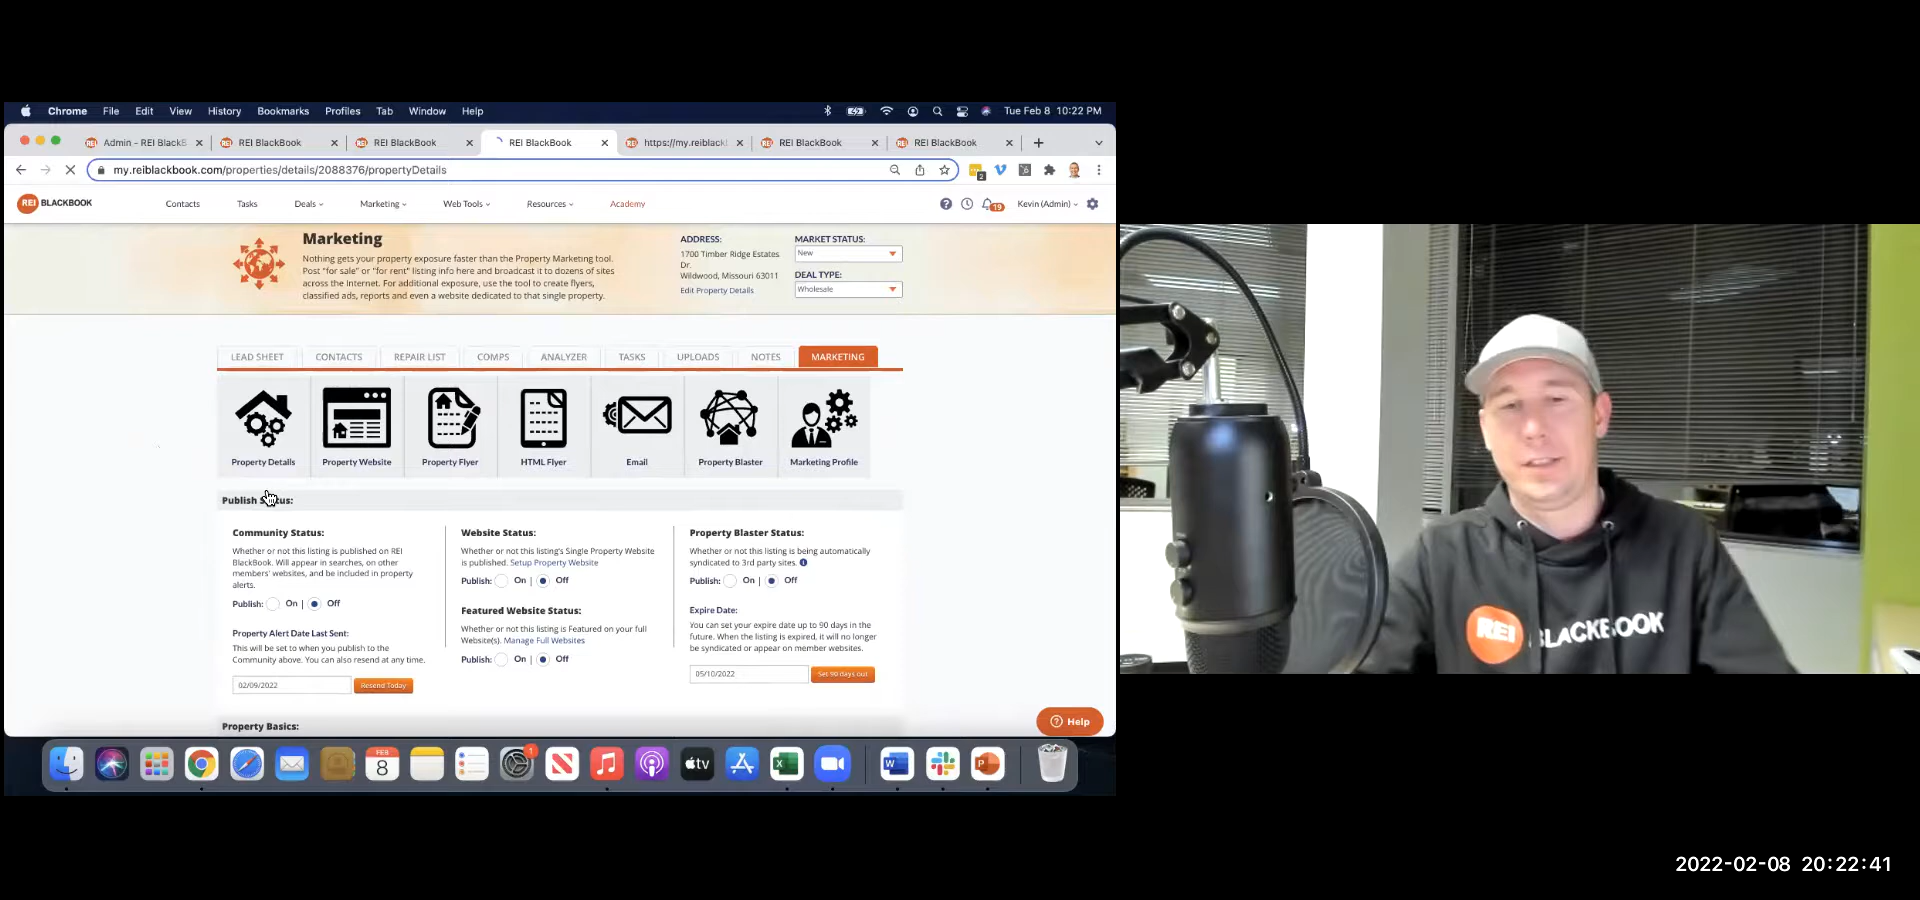 Chrome File Edit View History Bookmarks Profiles Tab Window Help Tue Feb 8 10:22 PM
Admin - REI BlackB REI BlackBook REI BlackBook REI BlackBook https://my.reiblackl REI BlackBook REI BlackBook
my.reiblackbook.com/properties/details/2088376/propertyDetails 2
REI BLACKBOOK Contacts Tasks Deals Marketing Web Tools Resources Academy 19 Kevin (Admin)
Marketing
Nothing gets your property exposure faster than the Property Marketing tool.
Post "for sale" or "for rent" listing info here and broadcast it to dozens of sites
across the Internet. For additional exposure, use the tool to create flyers,
classified ads, reports and even a website dedicated to that single property.
ADDRESS:
1700 Timber Ridge Estates
Dr.
Wildwood, Missouri 63011
Edit Property Details
MARKET STATUS:
New
DEAL TYPE:
Wholesale
LEAD SHEET CONTACTS REPAIR LIST COMPS ANALYZER TASKS UPLOADS NOTES MARKETING
Property Details Property Website Property Flyer HTML Flyer Email Property Blaster Marketing Profile
Publish Status:
Community Status:
Whether or not this listing is published on REI
BlackBook. Will appear in searches, on other
members' websites, and be included in property
alerts.
Publish: On | Off
Property Alert Date Last Sent:
This will be set to when you publish to the
Community above. You can also resend at any time.
02/09/2022 Resend Today
Website Status:
Whether or not this listing's Single Property Website
is published. Setup Property Website
Publish: On | Off
Featured Website Status:
Whether or not this listing is Featured on your full
Website(s). Manage Full Websites
Publish: On | Off
Property Blaster Status:
Whether or not this listing is being automatically
syndicated to 3rd party sites.
Publish: On | Off
Expire Date:
You can set your expire date up to 90 days in the
future. When the listing is expired, it will no longer
be syndicated or appear on member websites.
05/10/2022 Set 90 days out
Property Basics:
Help
FEB
8
1
tv
REI BLACKBOOK
2022-02-08 20:22:41